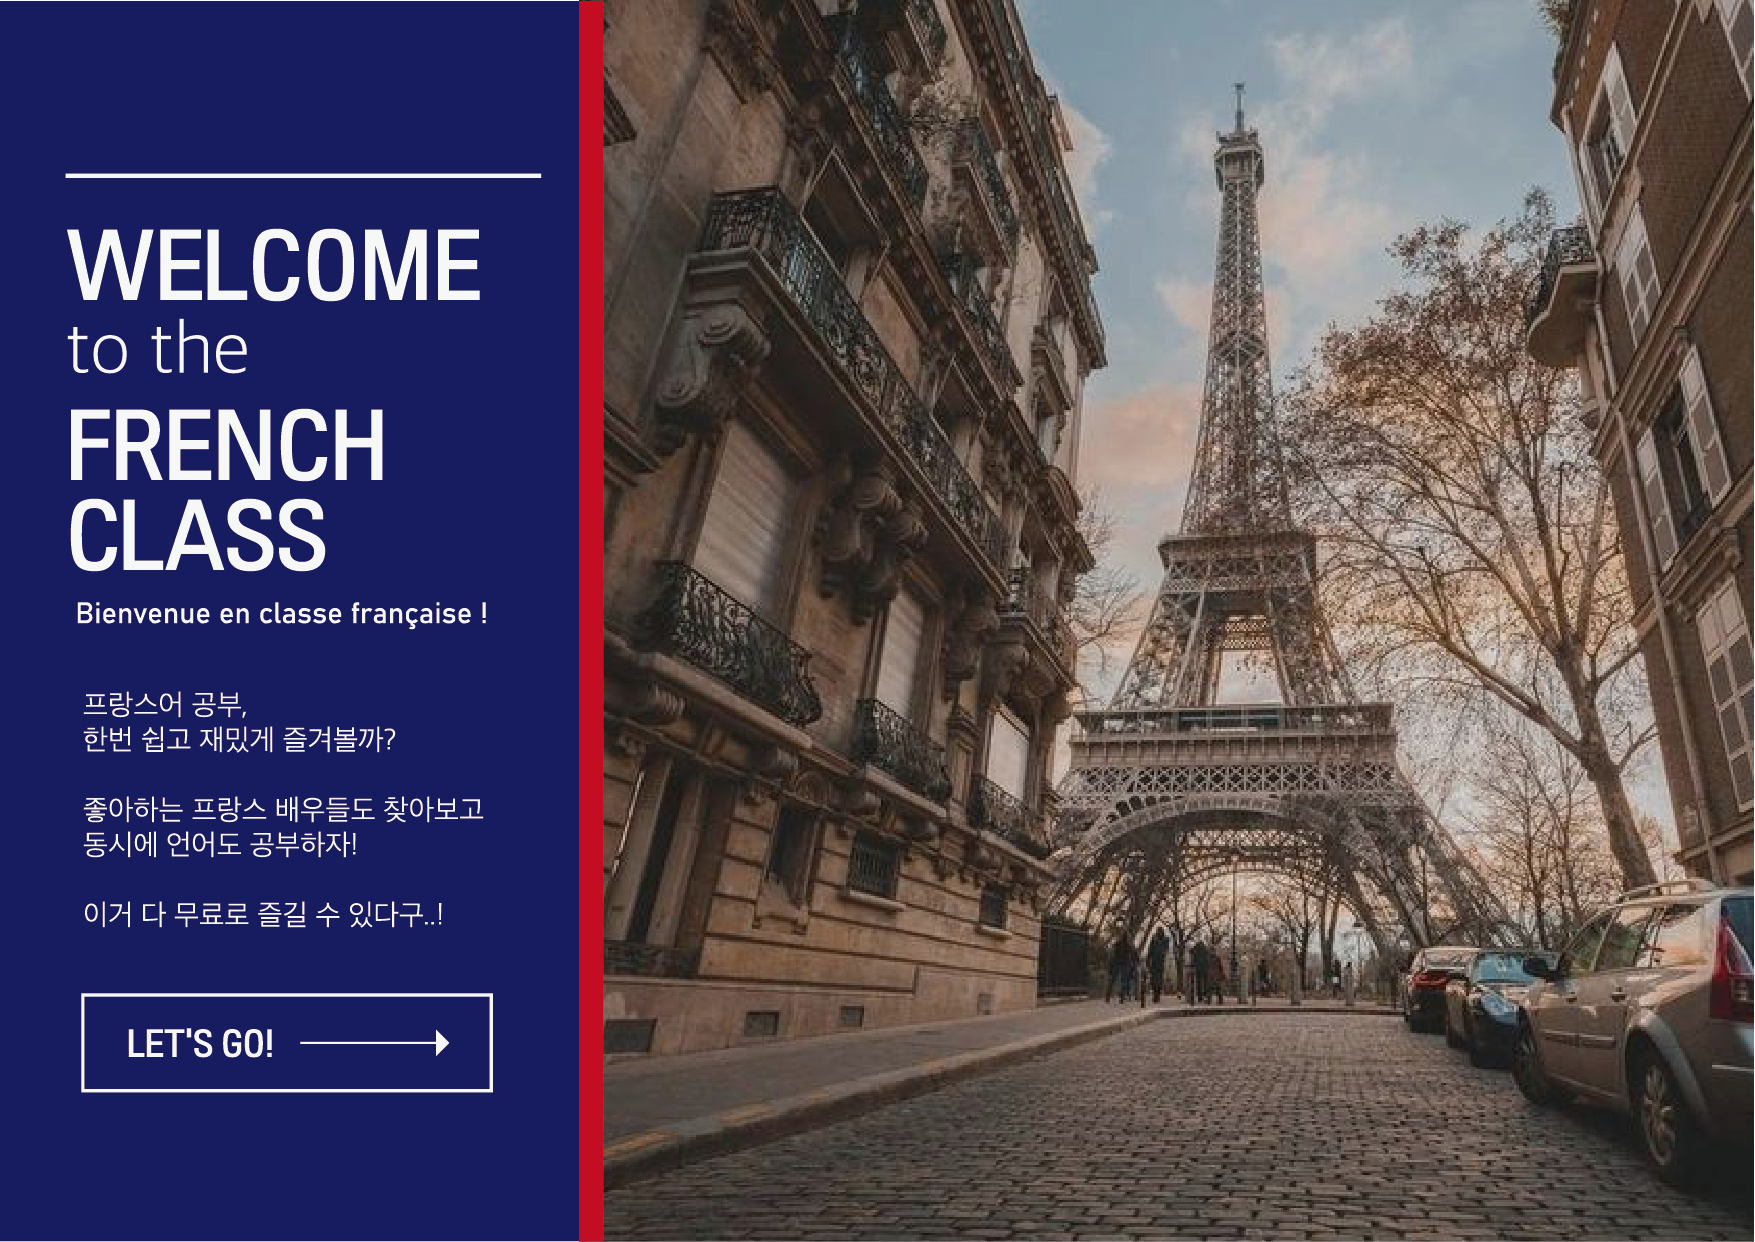 WELCOME
to the
FRENCH
CLASS
Bienvenue en classe française !
프랑스어 공부,
한번 쉽고 재밌게 즐겨볼까?
좋아하는 프랑스 배우들도 찾아보고
동시에 언어도 공부하자!
이거 다 무료로 즐길 수 있다구..!
LET'S GO!